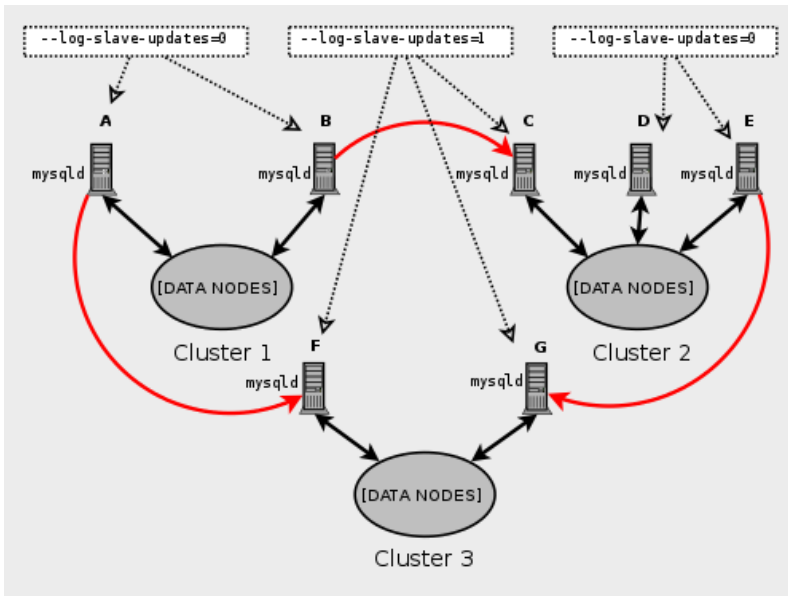 --log-slave-updates=0 --log-slave-updates=1 --log-slave-updates=0
A B C D E
mysqld mysqld mysqld mysqld mysqld
[DATA NODES] [DATA NODES]
Cluster 1 Cluster 2
F G
mysqld mysqld
[DATA NODES]
Cluster 3